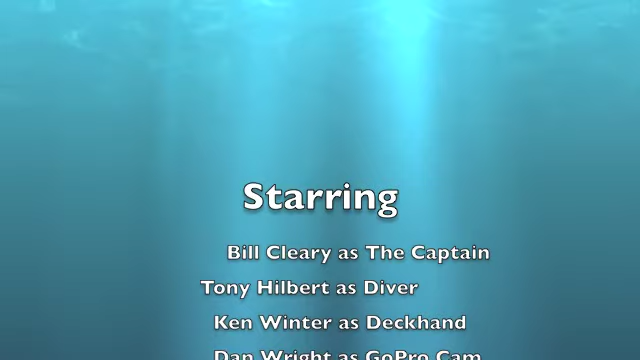 Starring
Bill Cleary as The Captain
Tony Hilbert as Diver
Ken Winter as Deckhand
Dan Wright as GoPro Cam